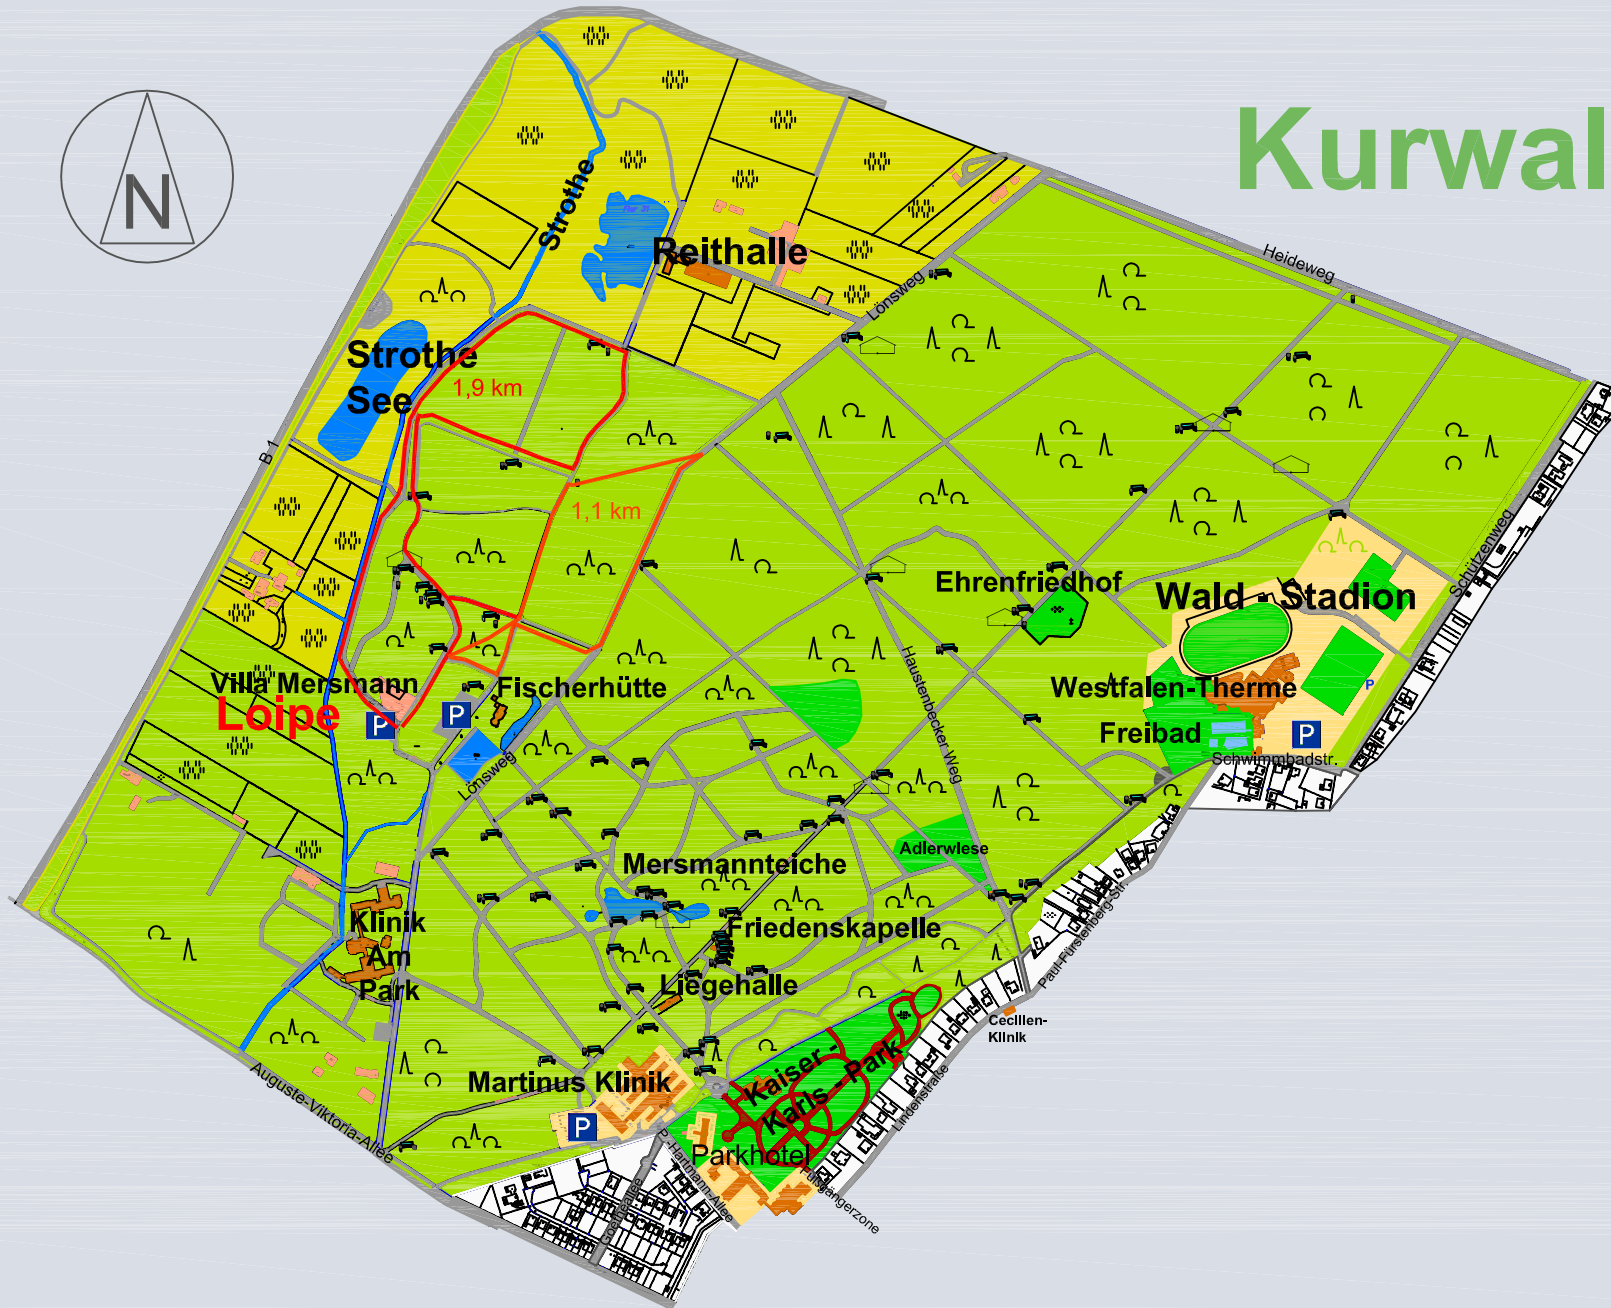 Kurwal
N
Heideweg
Strothe
Reithalle
Lönsweg
Strothe
See
1,9 km
B 1
1,1 km
Schützenweg
Ehrenfriedhof
Wald - Stadion
Haustenbecker Weg
Villa Mersmann
Loipe
P
P
Fischerhütte
Westfalen-Therme
P
Freibad
P
Schwimmbadstr.
Lönsweg
Adlerwiese
Mersmannteiche
Paul-Fürstenberg-Str.
Klinik
Am
Park
Friedenskapelle
Liegehalle
Cecilien-
Klinik
Kaiser -
Karls - Park
Lindenstraße
Martinus Klinik
Auguste-Viktoria-Allee
P
Parkhotel
P.-Hartmann-Allee
Fußgängerzone
Goetheallee